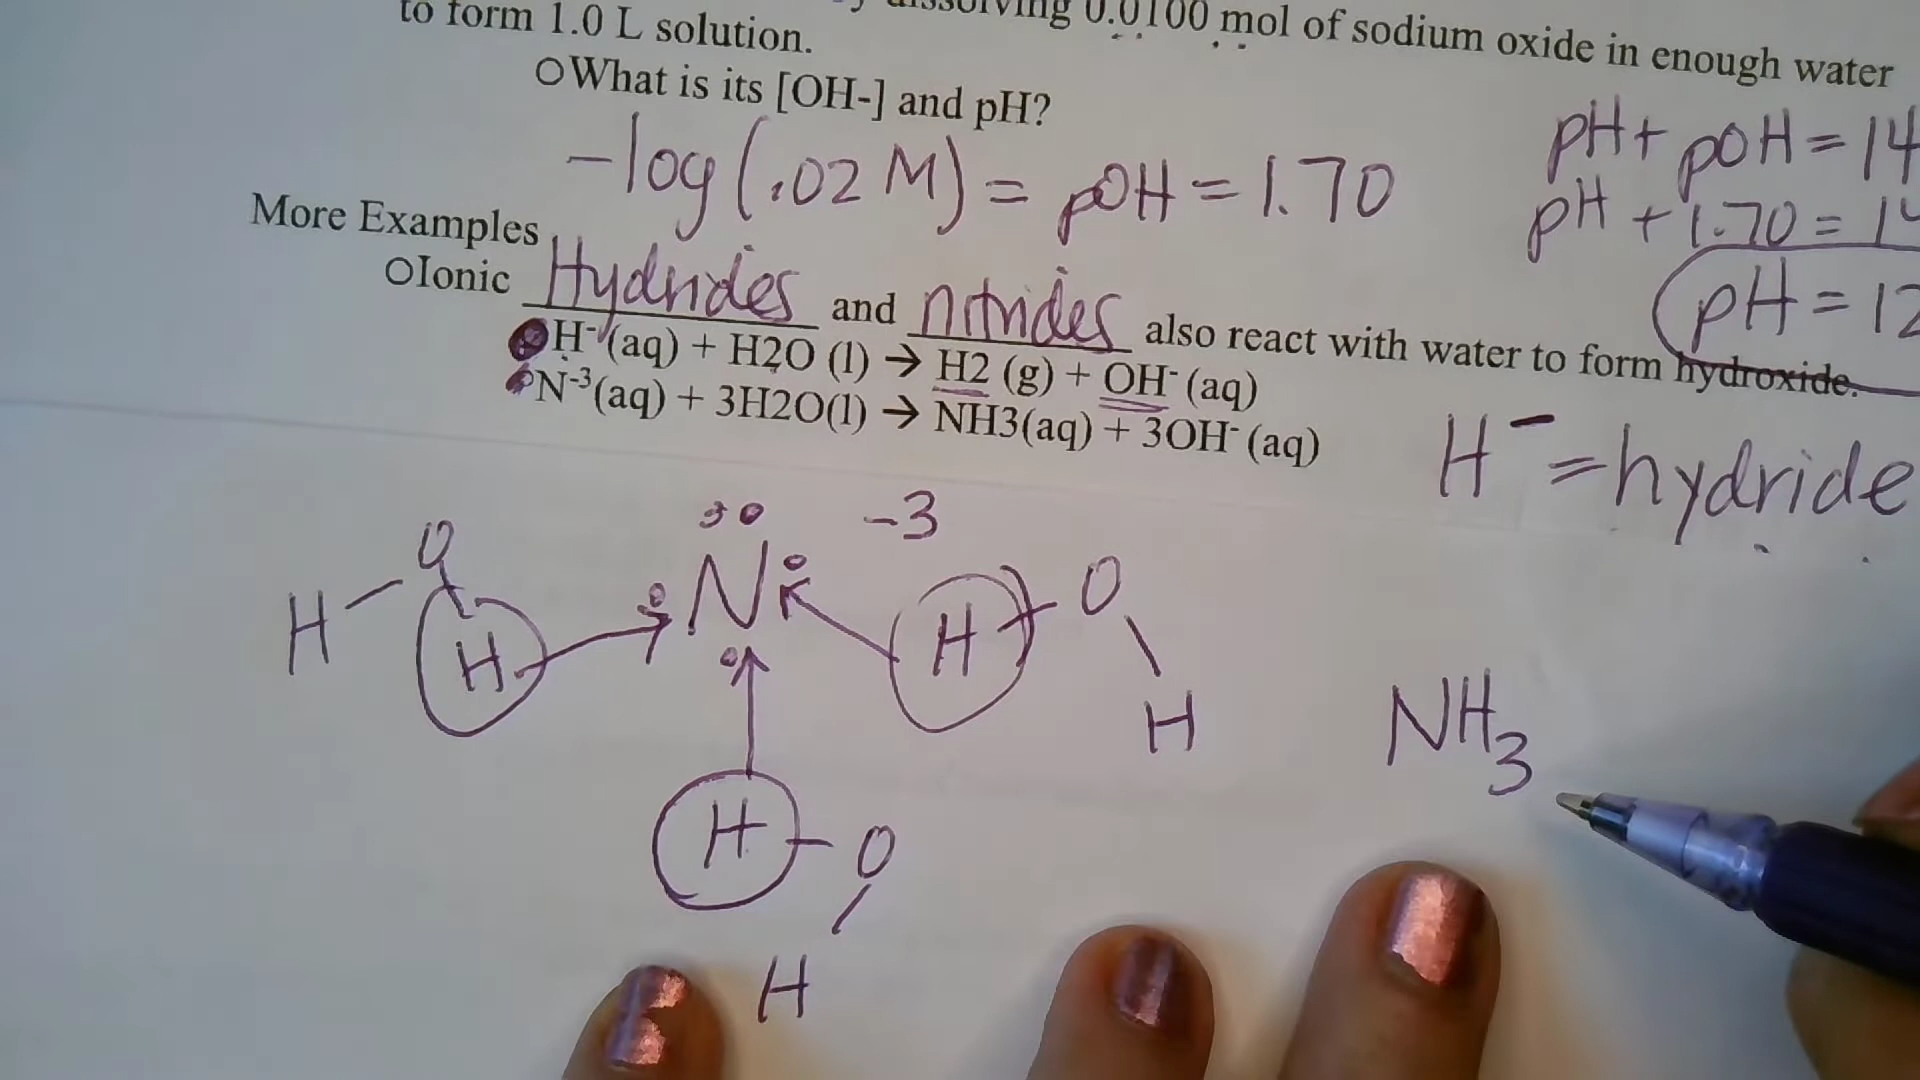 dissolving 0.0100 mol of sodium oxide in enough water
to form 1.0 L solution.
What is its [OH-] and pH?
pH + pOH = 14
-log(.02 M) = pOH = 1.70
pH + 1.70 = 14
More Examples
Ionic Hydrides and nitrides also react with water to form hydroxide.
pH = 12
H⁻ (aq) + H2O (l) → H2 (g) + OH⁻ (aq)
N⁻³(aq) + 3H2O(l) → NH3(aq) + 3OH⁻ (aq)
H⁻ = hydride
-3
H O H N H O H
NH₃
H O
H